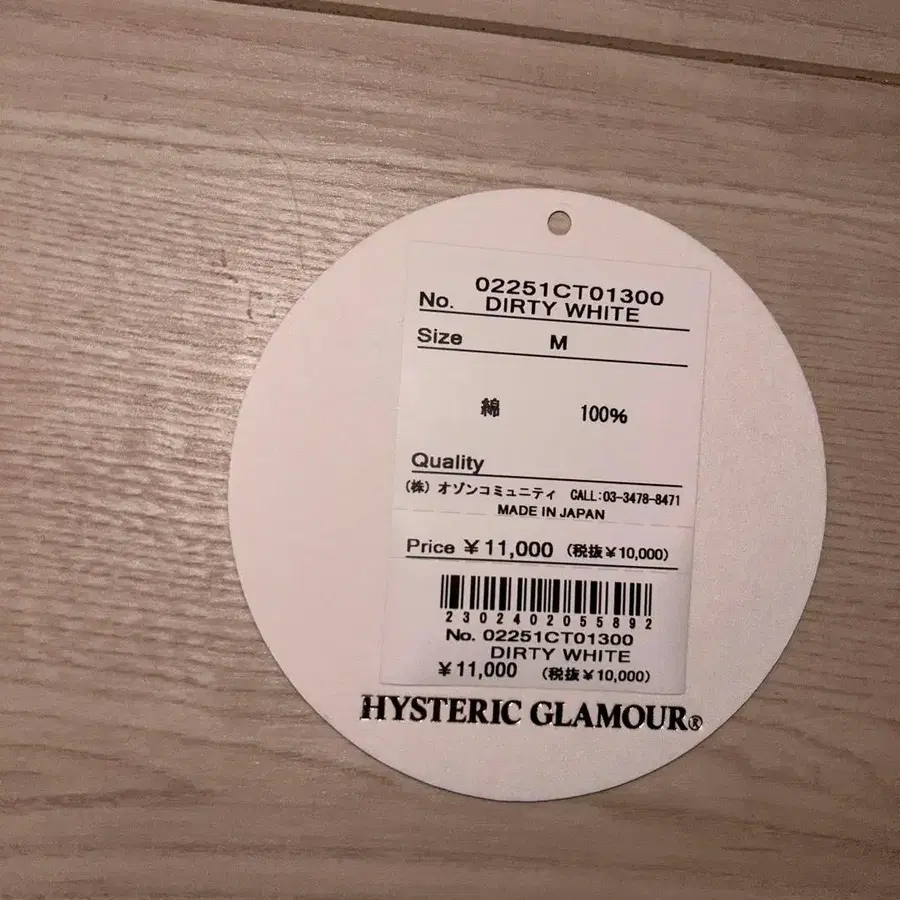 02251CT01300
No. DIRTY WHITE
Size M
綿 100%
Quality
(株) オゾンコミュニティ CALL:03-3478-8471
MADE IN JAPAN
Price ¥11,000 (税抜¥10,000)
2302402055892
No. 02251CT01300
DIRTY WHITE
¥11,000 (税抜¥10,000)
HYSTERIC GLAMOUR®